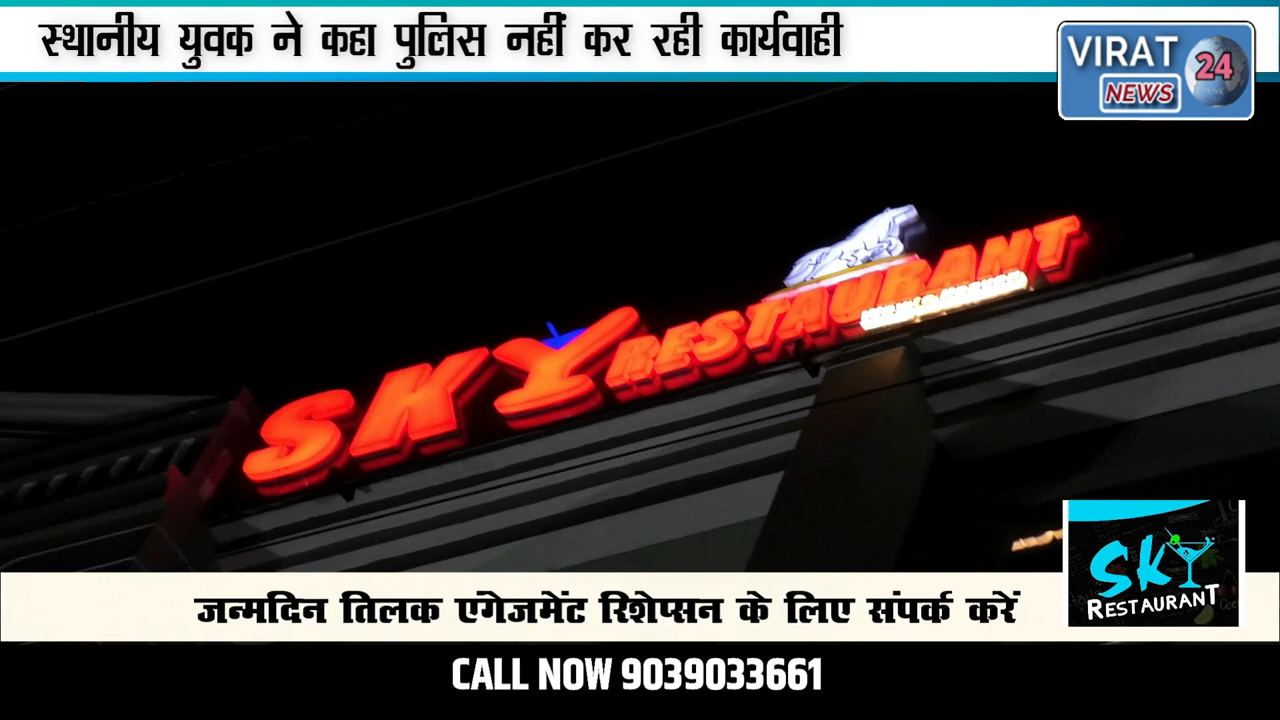 स्थानीय युवक ने कहा पुलिस नहीं कर रही कार्यवाही
VIRAT 24
NEWS
SKY RESTAURANT
SKY
RESTAURANT
जन्मदिन तिलक एंगेजमेंट रिशेप्सन के लिए संपर्क करें
CALL NOW 9039033661